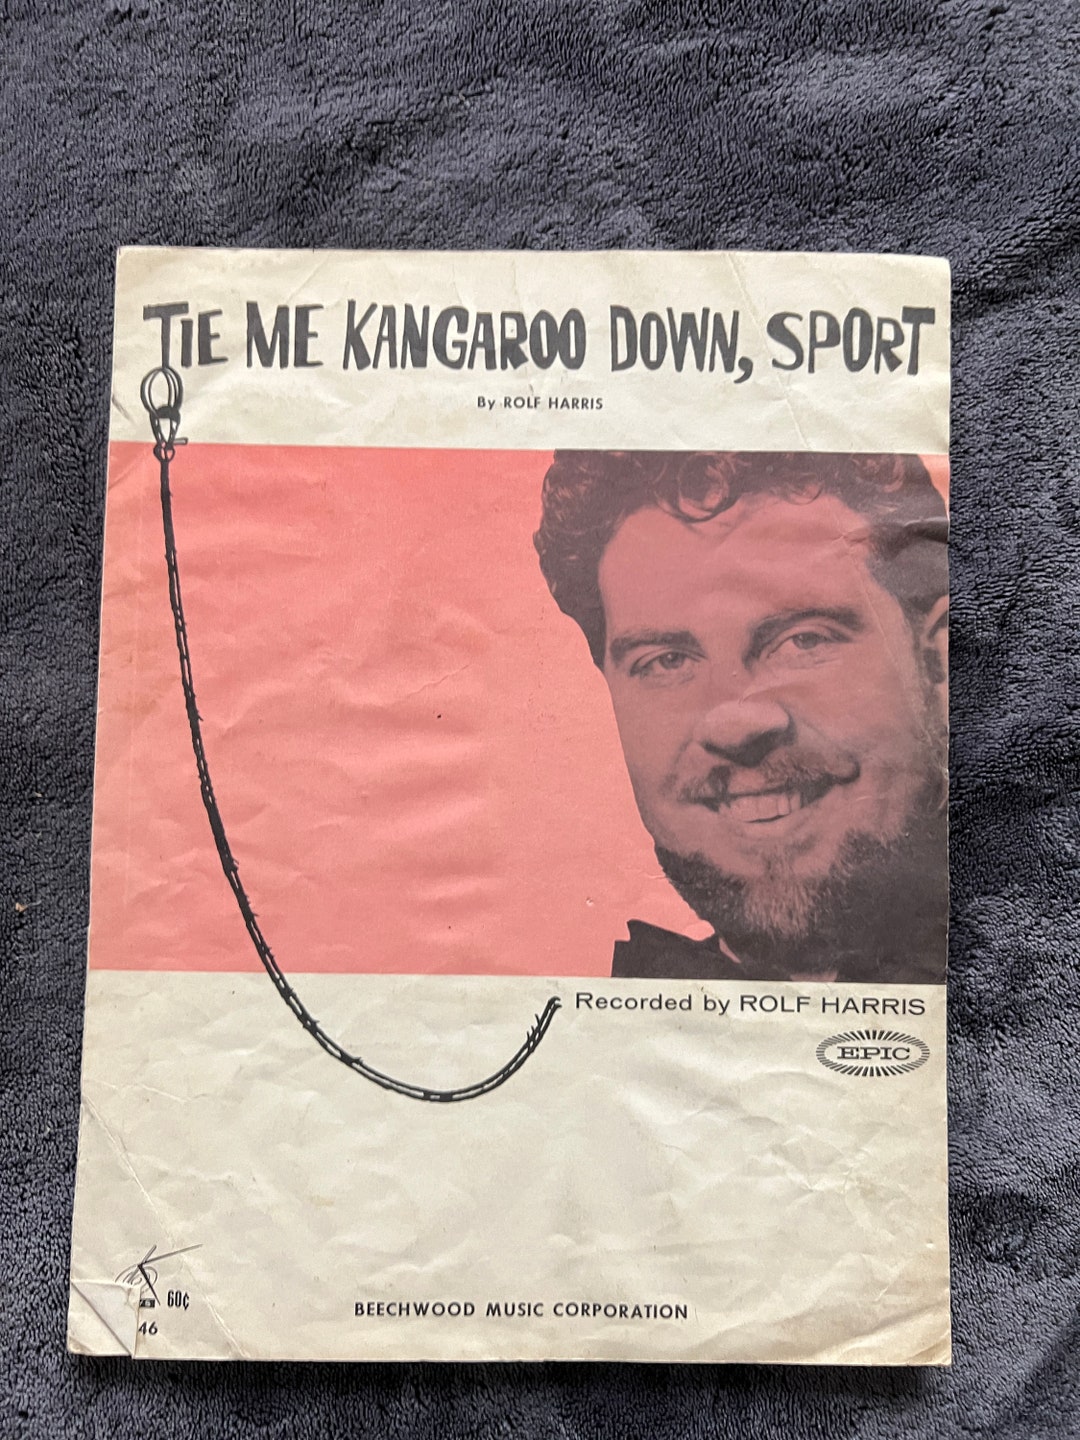 TIE ME KANGAROO DOWN, SPORT
By ROLF HARRIS
Recorded by ROLF HARRIS
EPIC
60¢
46
BEECHWOOD MUSIC CORPORATION